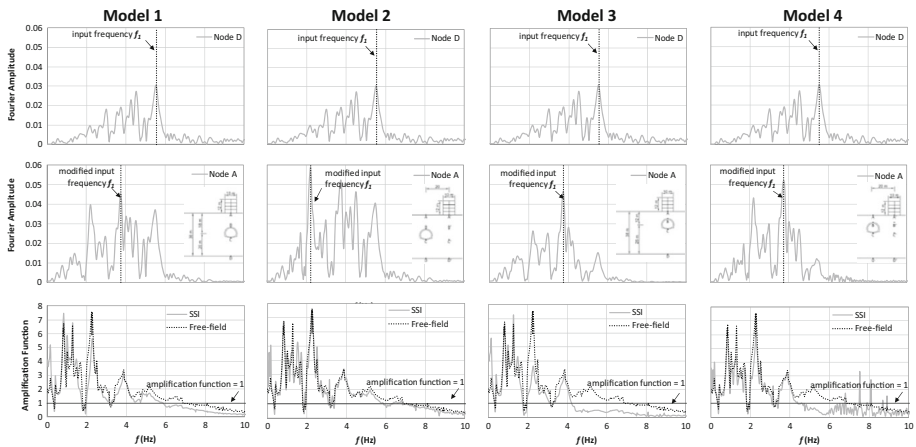 Model 1
Model 2
Model 3
Model 4
input frequency f1
Node D
input frequency f1
Node D
input frequency f1
Node D
input frequency f1
Node D
Fourier Amplitude
0.06
0.05
0.04
0.03
0.02
0.01
0
modified input
frequency f1
Node A
modified input
frequency f1
Node A
modified input
frequency f1
Node A
modified input
frequency f1
Node A
Fourier Amplitude
0.06
0.05
0.04
0.03
0.02
0.01
0
SSI
Free-field
amplification function = 1
SSI
Free-field
amplification function = 1
SSI
Free-field
amplification function = 1
SSI
Free-field
amplification function = 1
Amplification Function
8
7
6
5
4
3
2
1
0
0 2 4 6 8 10
0 2 4 6 8 10
0 2 4 6 8 10
0 2 4 6 8 10
f (Hz)
f (Hz)
f (Hz)
f (Hz)